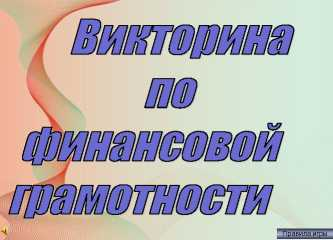 Викторина
по
финансовой
грамотности
Правила игры